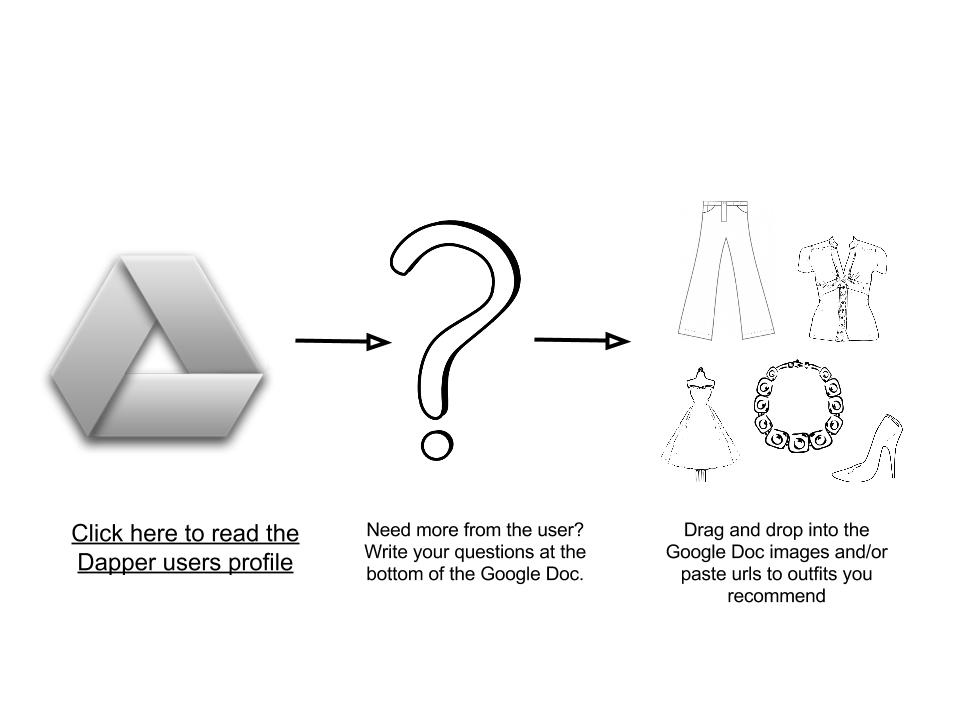 Click here to read the
Dapper users profile
Need more from the user?
Write your questions at the
bottom of the Google Doc.
Drag and drop into the
Google Doc images and/or
paste urls to outfits you
recommend